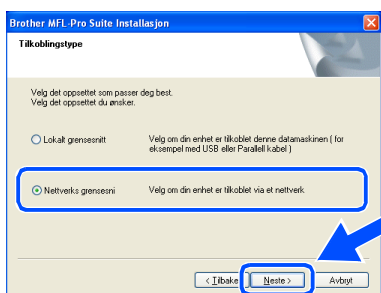 Brother MFL-Pro Suite Installasjon
Tilkoblingstype
Velg det oppsettet som passer deg best.
Velg det oppsettet du ønsker.
Lokalt grensesnitt
Velg om din enhet er tilkoblet denne datamaskinen ( for
eksempel med USB eller Parallell kabel )
Nettverks grensesni
Velg om din enhet er tilkoblet via et nettverk
< Tilbake
Neste >
Avbryt